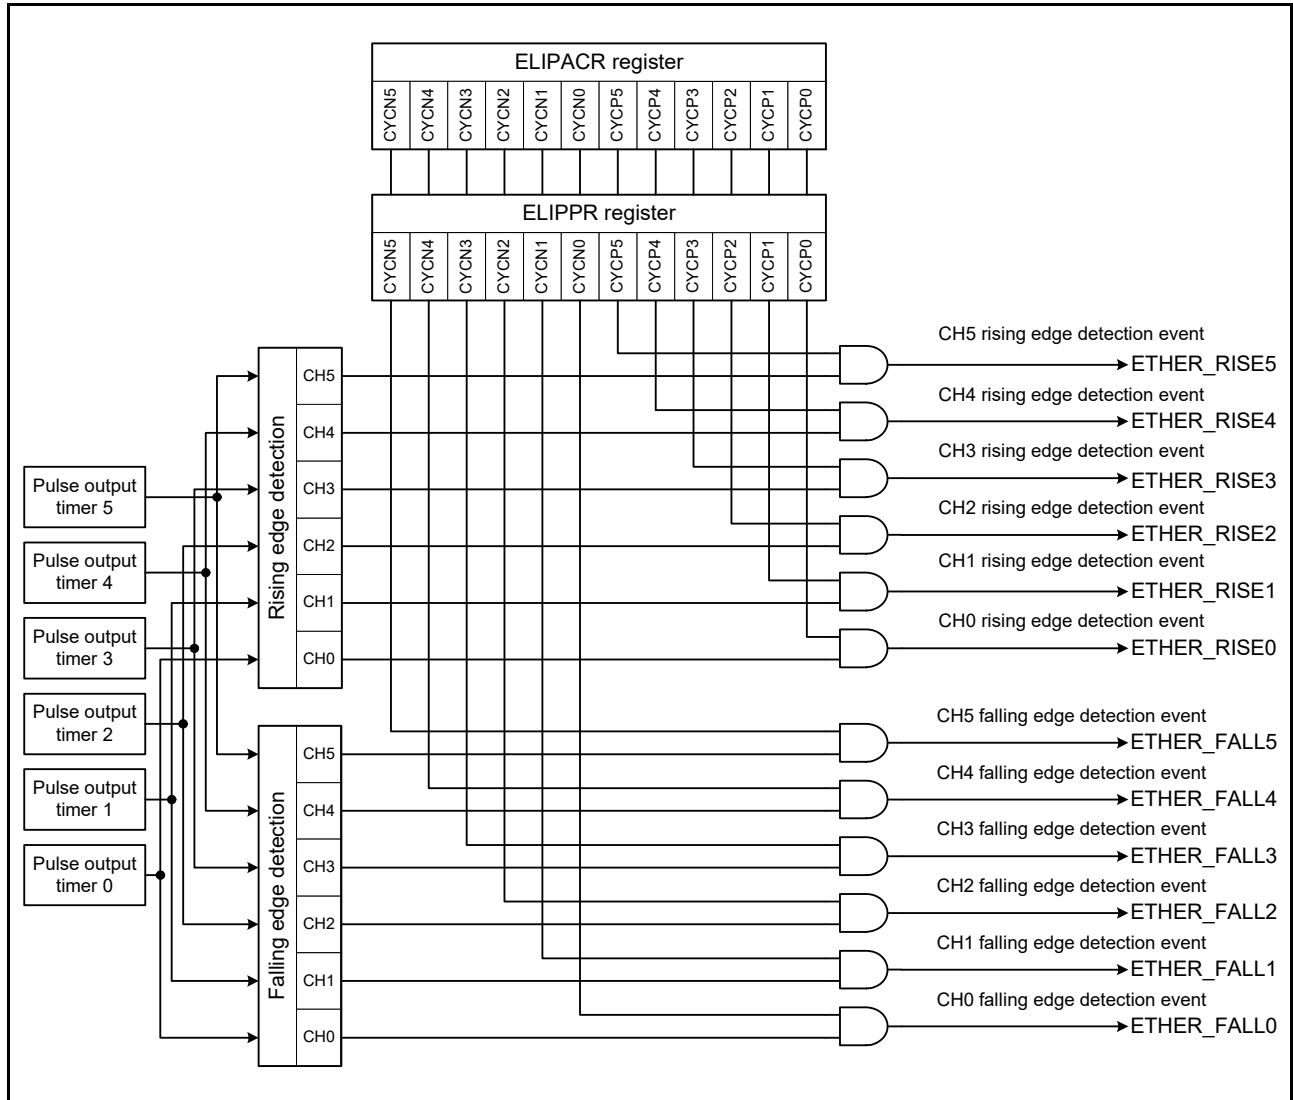 ELIPACR register
CYCN5
CYCN4
CYCN3
CYCN2
CYCN1
CYCN0
CYCP5
CYCP4
CYCP3
CYCP2
CYCP1
CYCP0
ELIPPR register
CYCN5
CYCN4
CYCN3
CYCN2
CYCN1
CYCN0
CYCP5
CYCP4
CYCP3
CYCP2
CYCP1
CYCP0
Pulse output
timer 5
Pulse output
timer 4
Pulse output
timer 3
Pulse output
timer 2
Pulse output
timer 1
Pulse output
timer 0
Rising edge detection
CH5
CH4
CH3
CH2
CH1
CH0
Falling edge detection
CH5
CH4
CH3
CH2
CH1
CH0
CH5 rising edge detection event
ETHER_RISE5
CH4 rising edge detection event
ETHER_RISE4
CH3 rising edge detection event
ETHER_RISE3
CH2 rising edge detection event
ETHER_RISE2
CH1 rising edge detection event
ETHER_RISE1
CH0 rising edge detection event
ETHER_RISE0
CH5 falling edge detection event
ETHER_FALL5
CH4 falling edge detection event
ETHER_FALL4
CH3 falling edge detection event
ETHER_FALL3
CH2 falling edge detection event
ETHER_FALL2
CH1 falling edge detection event
ETHER_FALL1
CH0 falling edge detection event
ETHER_FALL0